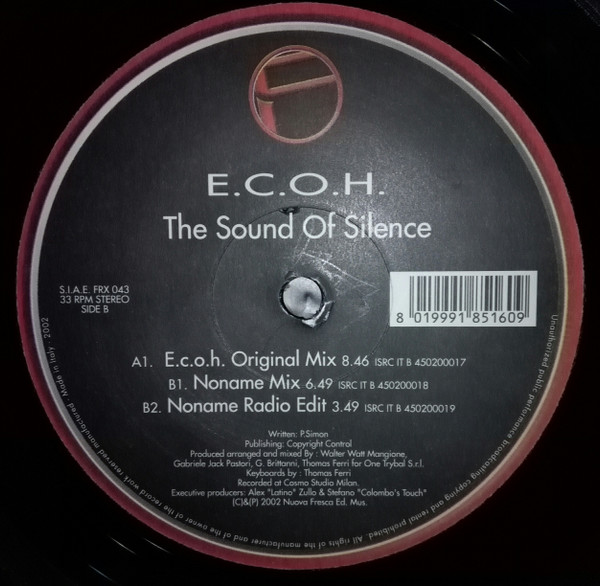 E.C.O.H.
The Sound Of Silence
S.I.A.E. FRX 043
33 RPM STEREO
SIDE B
8 019991 851609
A1. E.c.o.h. Original Mix 8.46 ISRC IT B 450200017
B1. Noname Mix 6.49 ISRC IT B 450200018
B2. Noname Radio Edit 3.49 ISRC IT B 450200019
Written: P.Simon
Publishing: Copyright Control
Produced arranged and mixed By : Walter Watt Mangione,
Gabriele Jack Pastori, G. Brittanni, Thomas Ferri for One Trybal S.r.l.
Keyboards by : Thomas Ferri
Recorded at Cosmo Studio Milan.
Executive producers: Alex "Latino" Zullo & Stefano "Colombo's Touch"
(C)&(P) 2002 Nuova Fresca Ed. Mus.
Unauthorized public performance broadcasting copying and rental prohibited. All rights of the manufacturer and of the owner of the record work reserved manufactured - Made in Italy - 2002